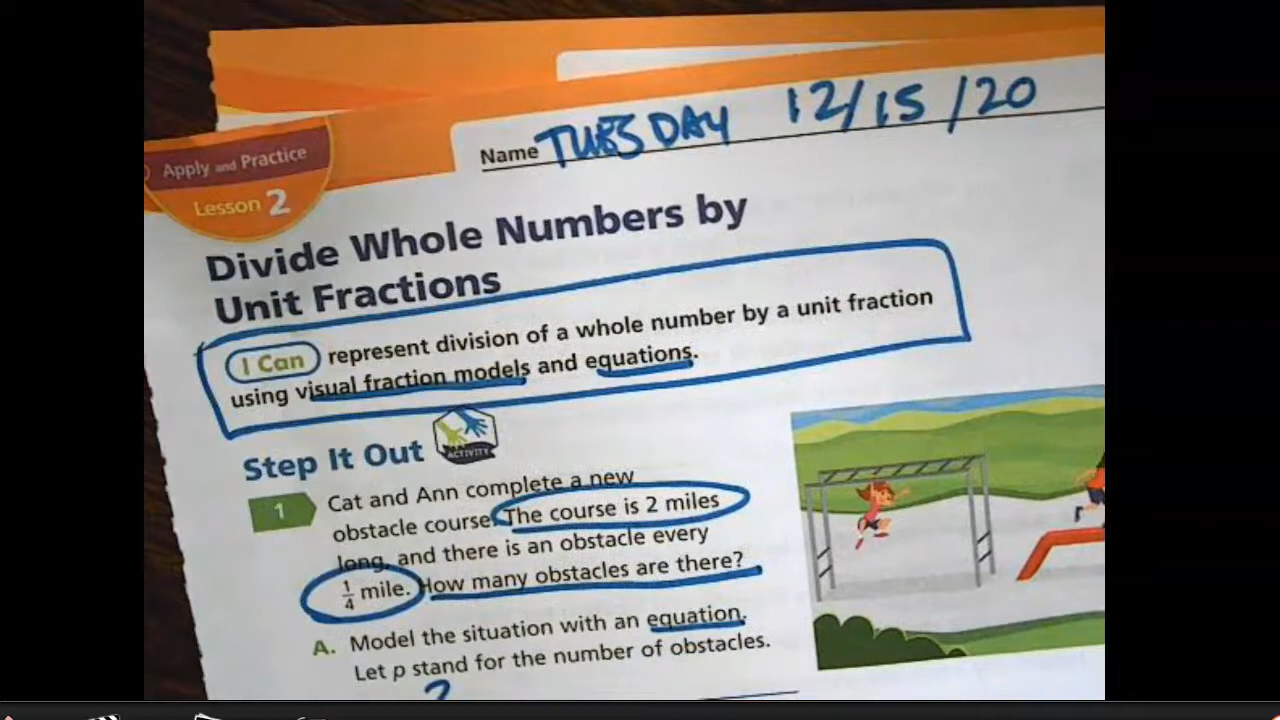 Name TUESDAY 12/15/20
Apply and Practice
Lesson 2
Divide Whole Numbers by
Unit Fractions
I Can represent division of a whole number by a unit fraction
using visual fraction models and equations.
Step It Out
ACTIVITY
1 Cat and Ann complete a new
obstacle course. The course is 2 miles
long, and there is an obstacle every
1/4 mile. How many obstacles are there?
A. Model the situation with an equation.
Let p stand for the number of obstacles.